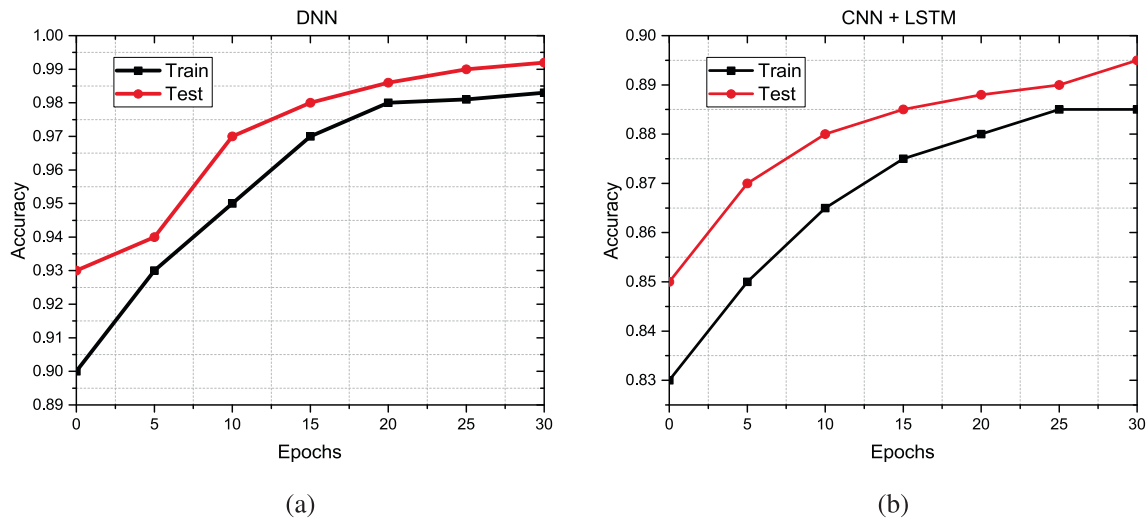 DNN
1.00
0.99
0.98
0.97
0.96
0.95
0.94
0.93
0.92
0.91
0.90
0.89
Accuracy
Train
Test
0 5 10 15 20 25 30
Epochs
(a)
CNN + LSTM
0.90
0.89
0.88
0.87
0.86
0.85
0.84
0.83
Accuracy
Train
Test
0 5 10 15 20 25 30
Epochs
(b)